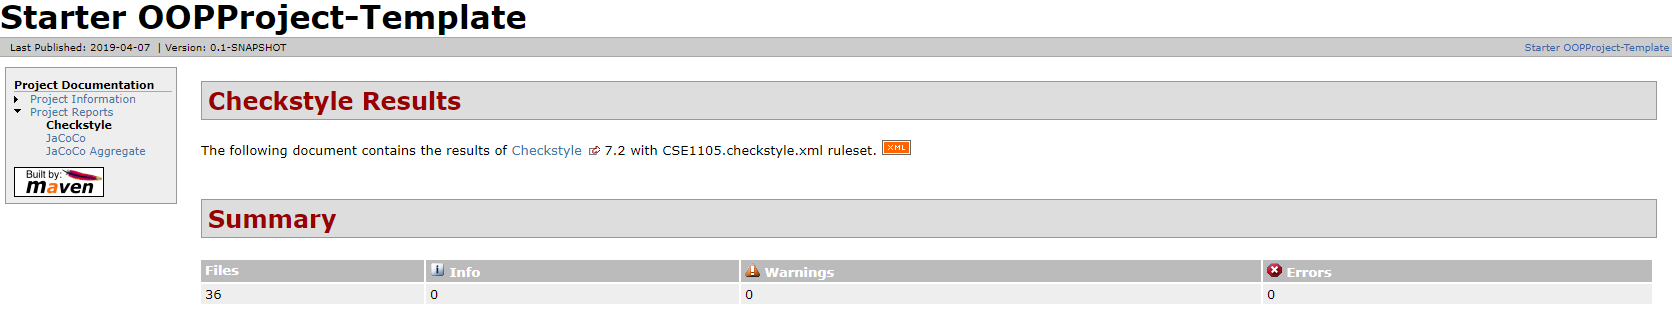 Starter OOPProject-Template
Last Published: 2019-04-07 | Version: 0.1-SNAPSHOT
Starter OOPProject-Template
Project Documentation
Project Information
Project Reports
Checkstyle
JaCoCo
JaCoCo Aggregate
Built by:
maven
Checkstyle Results
The following document contains the results of Checkstyle 7.2 with CSE1105.checkstyle.xml ruleset. XML
Summary
Files Info Warnings Errors
36 0 0 0